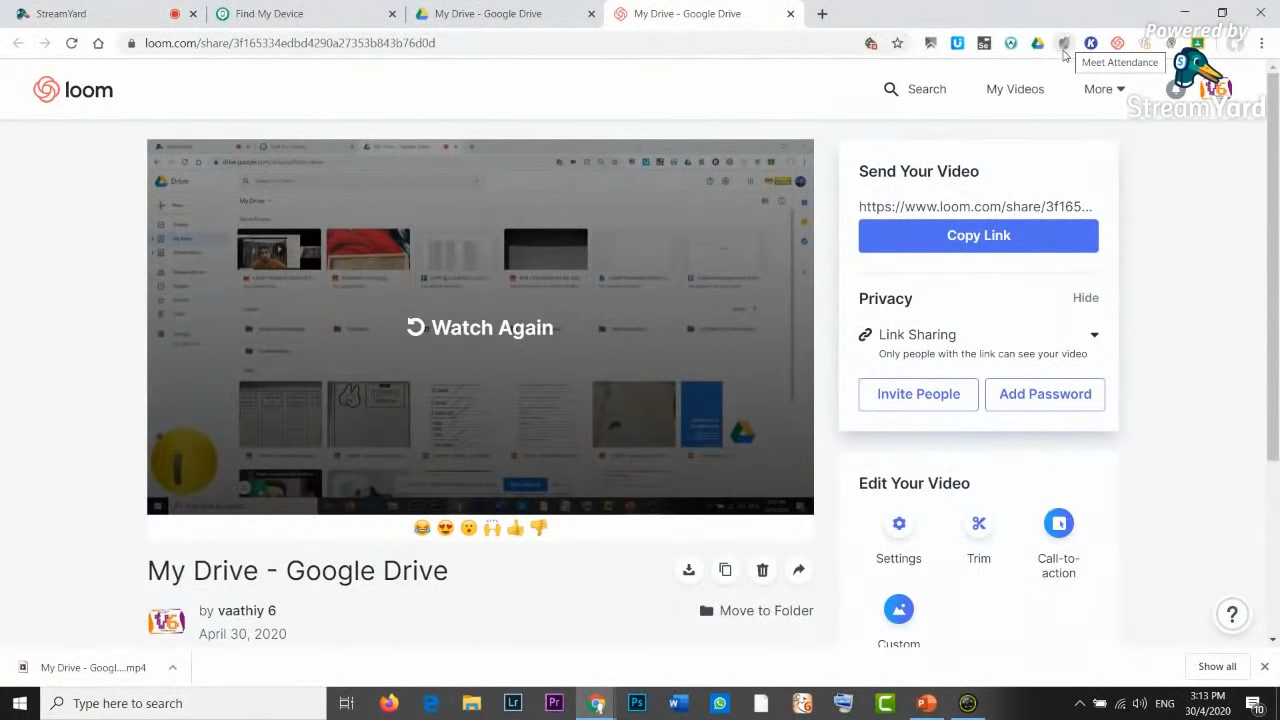 StreamYard
Find My Device
My Drive - Google Drive
My Drive - Google Drive
loom.com/share/3f165334edbd4290a27353b843b76d0d
Powered by
Meet Attendance
StreamYard
loom
Search
My Videos
More
Drive
My Drive
Watch Again
Send Your Video
https://www.loom.com/share/3f165...
Copy Link
Privacy
Hide
Link Sharing
Only people with the link can see your video
Invite People
Add Password
Edit Your Video
Settings
Trim
Call-to-
action
Custom
My Drive - Google Drive
by vaathiy 6
April 30, 2020
Move to Folder
?
My Drive - Googl....mp4
Show all
Type here to search
ENG
3:13 PM
30/4/2020